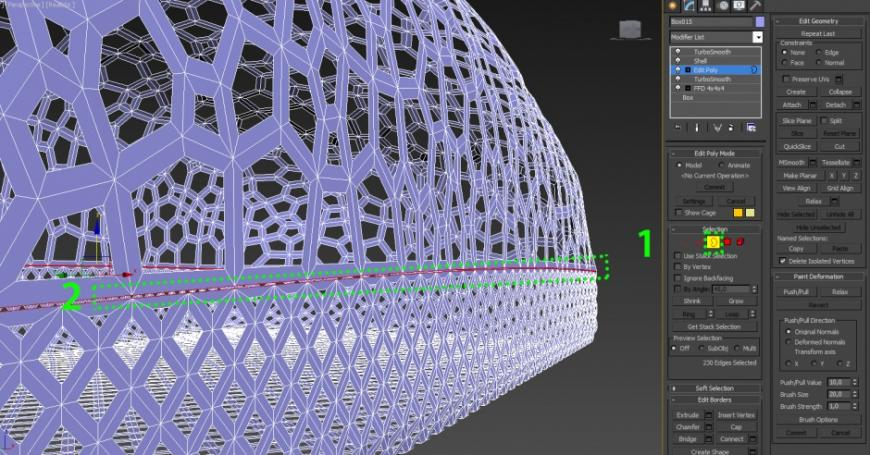 [Perspective] [Realistic]
1
2
Box015
Modifier List
TurboSmooth
Shell
Edit Poly
TurboSmooth
FFD 4x4x4
Box
Edit Poly Mode
Model Animate
<No Current Operation>
Commit
Settings Cancel
Show Cage
Selection
Use Stack Selection
By Vertex
Ignore Backfacing
By Angle: 45,0
Shrink Grow
Ring Loop
Get Stack Selection
Preview Selection
Off SubObj Multi
230 Edges Selected
Soft Selection
Edit Borders
Extrude Insert Vertex
Chamfer Cap
Bridge Connect
Create Shape
Edit Geometry
Repeat Last
Constraints
None Edge
Face Normal
Preserve UVs
Create Collapse
Attach Detach
Slice Plane Split
Slice Reset Plane
QuickSlice Cut
MSmooth Tessellate
Make Planar X Y Z
View Align Grid Align
Relax
Hide Selected Unhide All
Hide Unselected
Named Selections:
Copy Paste
Delete Isolated Vertices
Paint Deformation
Push/Pull Relax
Revert
Push/Pull Direction
Original Normals
Deformed Normals
Transform axis
X Y Z
Push/Pull Value 10,0
Brush Size 20,0
Brush Strength 1,0
Brush Options
Commit Cancel